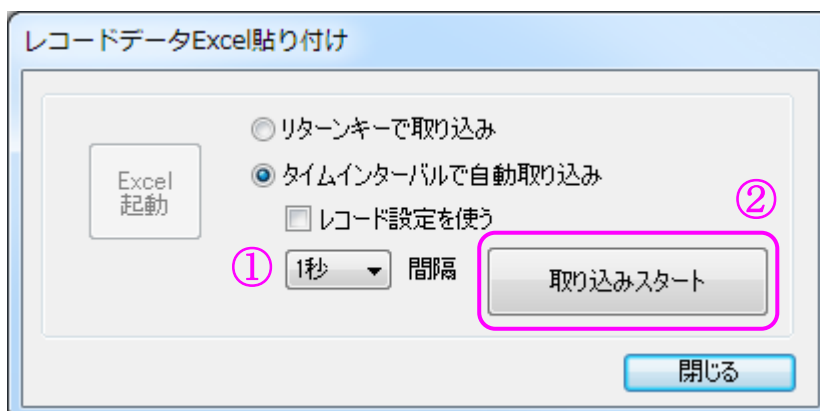 レコードデータExcel貼り付け
リターンキーで取り込み
Excel
起動
タイムインターバルで自動取り込み
レコード設定を使う
②
①
1秒
間隔
取り込みスタート
閉じる